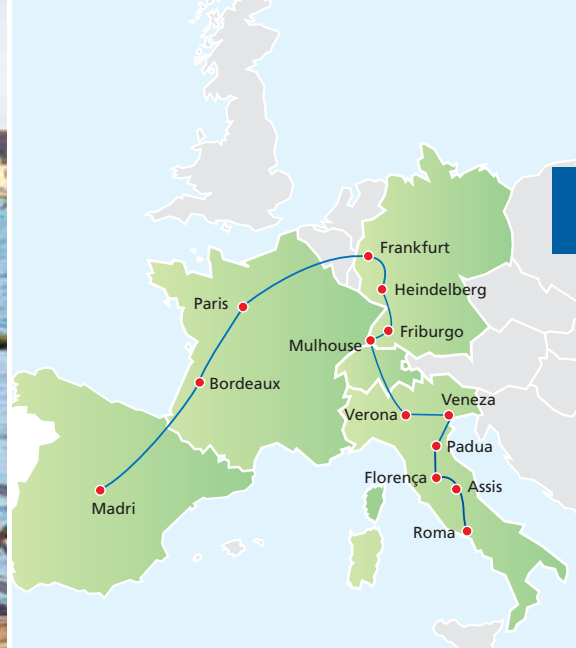 Frankfurt
Heindelberg
Paris
Friburgo
Mulhouse
Bordeaux
Veneza
Verona
Padua
Florença
Assis
Madri
Roma